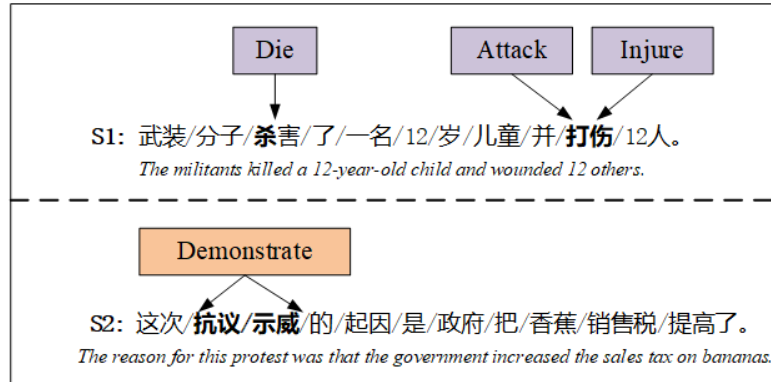 Die Attack Injure
S1: 武装/分子/杀害/了/一名/12/岁/儿童/并/打伤/12人。
The militants killed a 12-year-old child and wounded 12 others.
Demonstrate
S2: 这次/抗议/示威/的/起因/是/政府/把/香蕉/销售税/提高了。
The reason for this protest was that the government increased the sales tax on bananas.